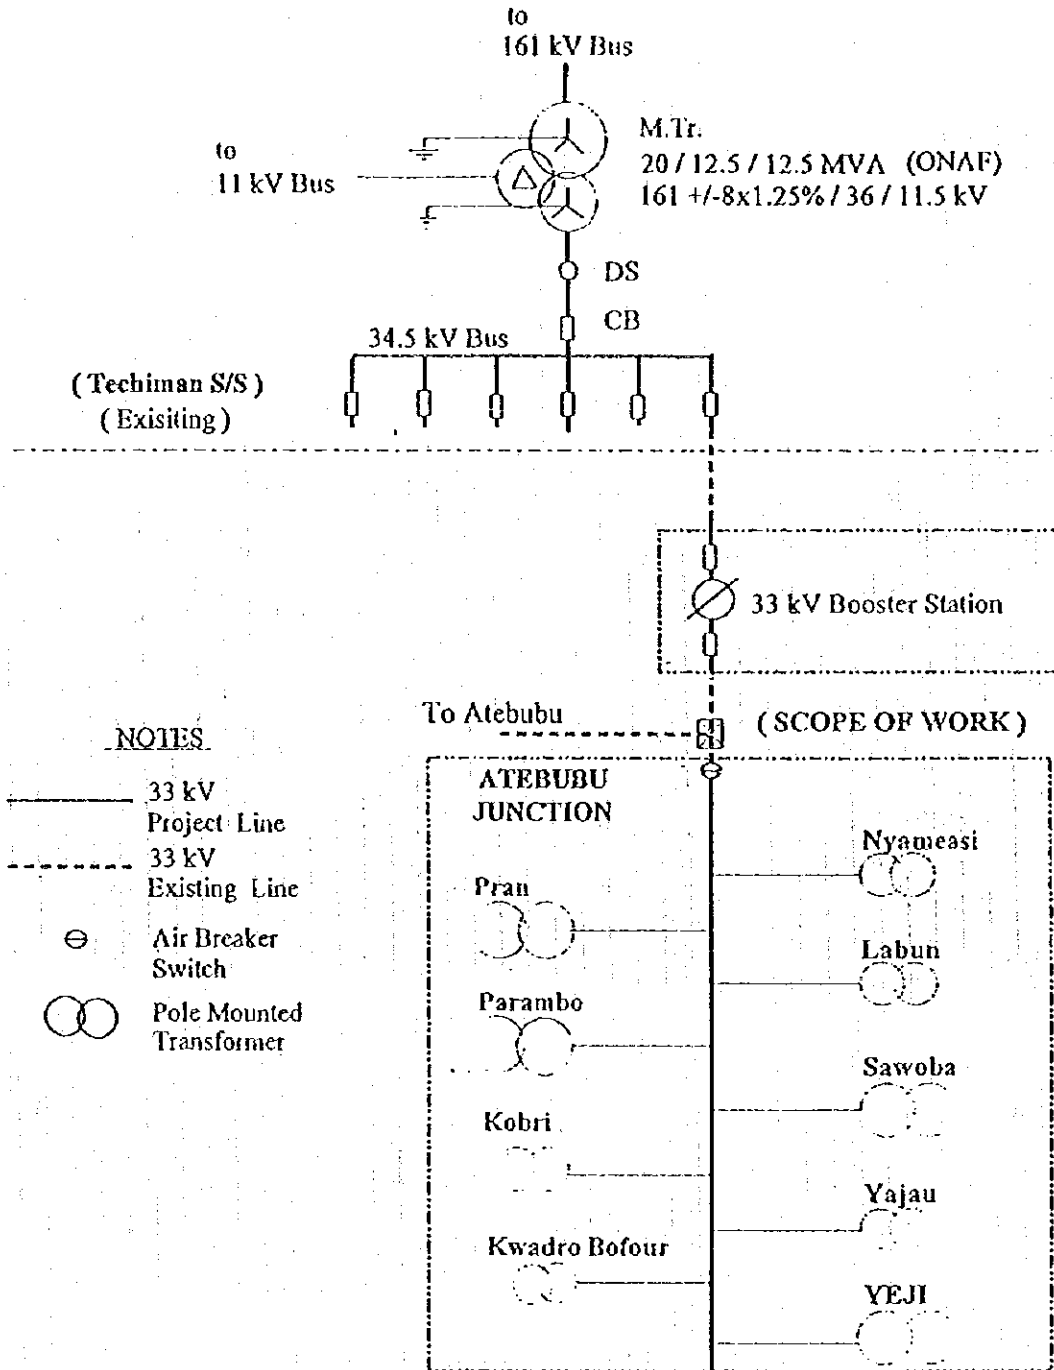 to
161 kV Bus
M.Tr.
20 / 12.5 / 12.5 MVA (ONAF)
161 +/-8x1.25% / 36 / 11.5 kV
to
11 kV Bus
DS
CB
34.5 kV Bus
( Techiman S/S )
( Exisiting )
33 kV Booster Station
To Atebubu
( SCOPE OF WORK )
NOTES
33 kV
Project Line
33 kV
Existing Line
Air Breaker
Switch
Pole Mounted
Transformer
ATEBUBU
JUNCTION
Nyameasi
Pran
Labun
Parambo
Sawoba
Kobri
Yajau
Kwadro Bofour
YEJI